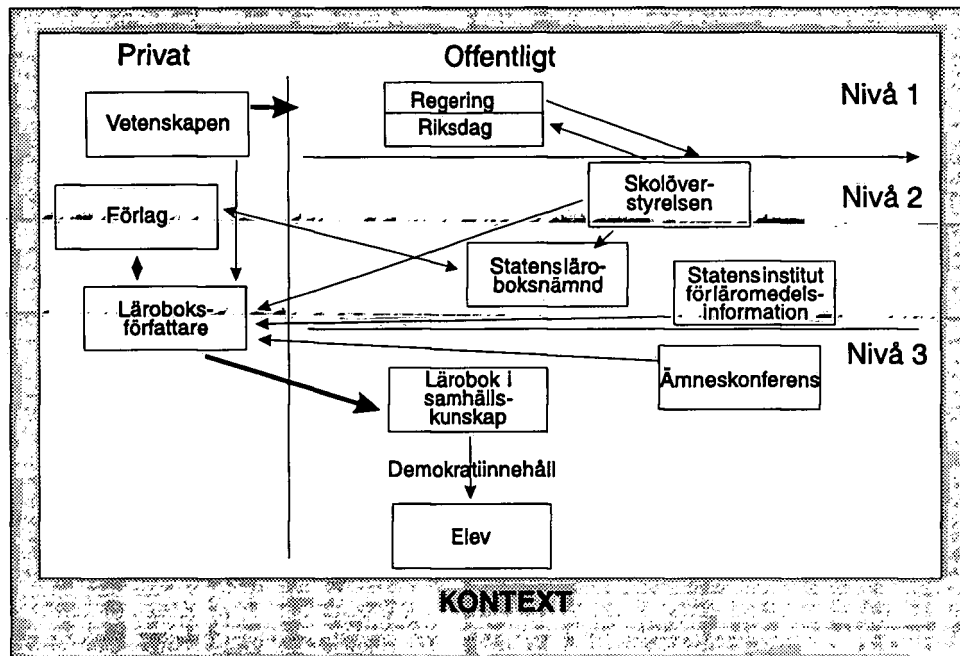 Privat
Offentligt
Nivå 1
Vetenskapen
Regering
Riksdag
Nivå 2
Skolöver-
styrelsen
Förlag
Statensläro-
boksnämnd
Statensinstitut
förläromedels-
information
Läroboks-
författare
Nivå 3
Ämneskonferens
Lärobok i
samhälls-
kunskap
Demokratiinnehåll
Elev
KONTEXT